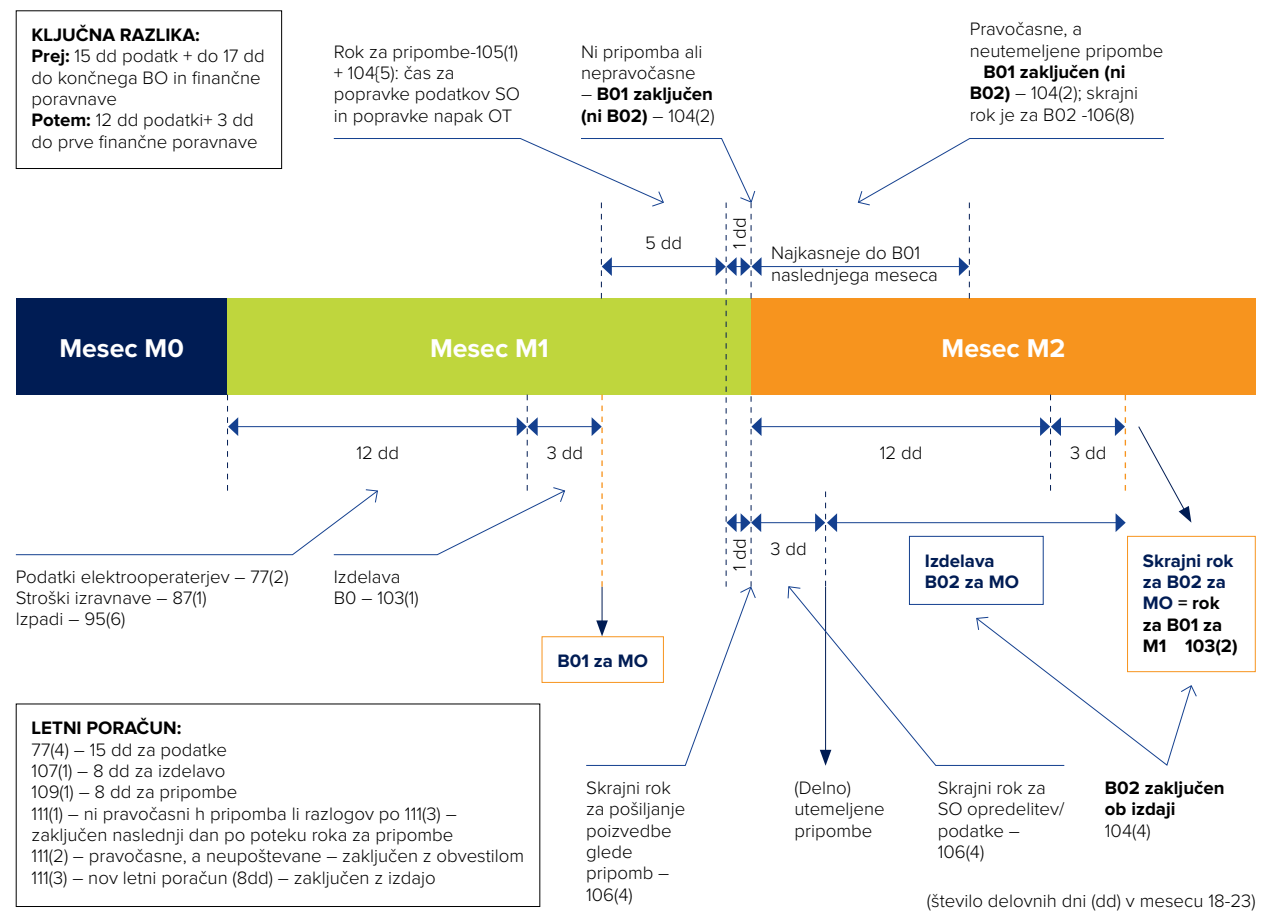 KLJUČNA RAZLIKA:
Prej: 15 dd podatk + do 17 dd
do končnega BO in finančne
poravnave
Potem: 12 dd podatki+ 3 dd
do prve finančne poravnave
Rok za pripombe-105(1)
+ 104{5): čas za
popravke podatkov SO
in popravke napak OT
Ni pripomba ali
nepravočasne
– B01 zaključen
(ni B02) – 104(2)
Pravočasne, a
neutemeljene pripombe
B01 zaključen (ni
B02) – 104(2); skrajni
rok je za B02 -106(8)
5 dd
1 dd
Najkasneje do B01
naslednjega meseca
Mesec M0
Mesec M1
Mesec M2
12 dd
3 dd
12 dd
3 dd
1 dd
3 dd
Podatki elektrooperaterjev – 77(2)
Stroški izravnave – 87(1)
Izpadi – 95(6)
Izdelava
B0 – 103(1)
B01 za MO
Izdelava
B02 za MO
Skrajni rok
za B02 za
MO = rok
za B01 za
M1 103(2)
LETNI PORAČUN:
77(4) – 15 dd za podatke
107(1) – 8 dd za izdelavo
109(1) – 8 dd za pripombe
111(1) – ni pravočasni h pripomba li razlogov po 111(3) –
zaključen naslednji dan po poteku roka za pripombe
111(2) – pravočasne, a neupoštevane – zaključen z obvestilom
111(3) – nov letni poračun (8dd) – zaključen z izdajo
Skrajni rok
za pošiljanje
poizvedbe
glede
pripomb –
106(4)
(Delno)
utemeljene
pripombe
Skrajni rok za
SO opredelitev/
podatke –
106(4)
B02 zaključen
ob izdaji
104(4)
(število delovnih dni (dd) v mesecu 18-23)